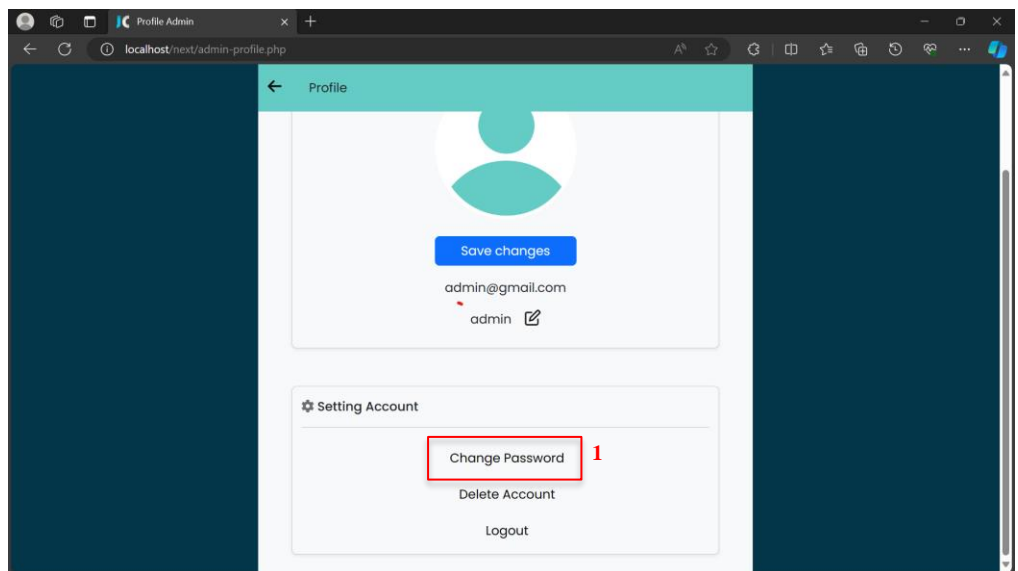 Profile Admin
localhost/next/admin-profile.php
Profile
Save changes
admin@gmail.com
admin
Setting Account
Change Password
1
Delete Account
Logout